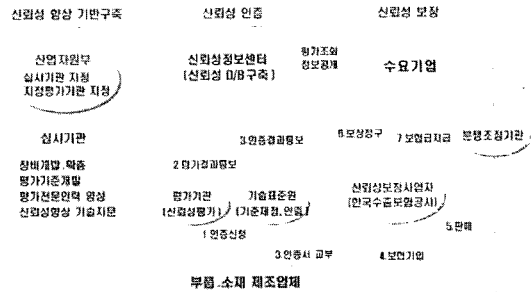 신뢰성 향상 기반구축
신뢰성 인증
신뢰성 보장
산업자원부
심사기관 지정
지정평가기관 지정
신뢰성정보센터
(신뢰성 D/B구축)
평가조회
정보공개
수요기업
심사기관
3.인증결과통보
6.보상청구
7.보험금지급
분쟁조정기관
장비개발.확충
평가기준개발
평가전문인력 양성
신뢰성향상 기술지문
2.평가결과통보
평가기관
(신뢰성평가)
기술표준원
(기준제정,인증)
신뢰성보장사업자
(한국수출보험공사)
1.인증신청
5.판매
3.인증서 교부
4.보험가입
부품.소재 제조업체